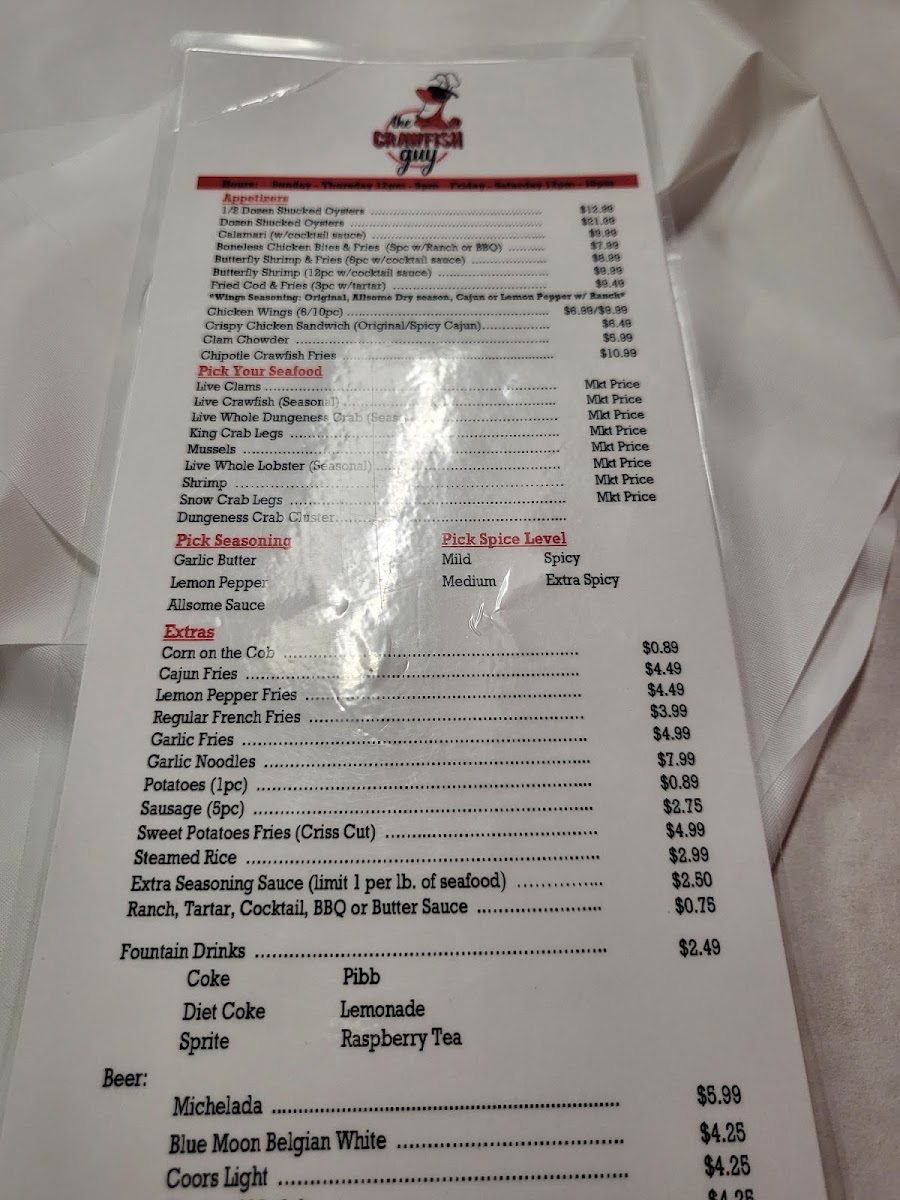 the
CRAWFISH
guy
Hours: Sunday - Thursday 12pm - 9pm Friday - Saturday 12pm - 10pm
Appetizers
1/2 Dozen Shucked Oysters ........ $12.99
Dozen Shucked Oysters ........ $21.99
Calamari (w/cocktail sauce) ........ $9.99
Boneless Chicken Bites & Fries (5pc w/Ranch or BBQ) ........ $7.99
Butterfly Shrimp & Fries (6pc w/cocktail sauce) ........ $8.99
Butterfly Shrimp (12pc w/cocktail sauce) ........ $9.99
Fried Cod & Fries (3pc w/tartar) ........ $9.49
*Wings Seasoning: Original, Allsome Dry season, Cajun or Lemon Pepper w/ Ranch*
Chicken Wings (6/10pc) ........ $6.99/$9.99
Crispy Chicken Sandwich (Original/Spicy Cajun) ........ $6.49
Clam Chowder ........ $5.99
Chipotle Crawfish Fries ........ $10.99
Pick Your Seafood
Live Clams ........ Mkt Price
Live Crawfish (Seasonal) ........ Mkt Price
Live Whole Dungeness Crab (Seas ........ Mkt Price
King Crab Legs ........ Mkt Price
Mussels ........ Mkt Price
Live Whole Lobster (Seasonal) ........ Mkt Price
Shrimp ........ Mkt Price
Snow Crab Legs ........ Mkt Price
Dungeness Crab Cluster ........
Pick Seasoning
Garlic Butter
Lemon Pepper
Allsome Sauce
Pick Spice Level
Mild Spicy
Medium Extra Spicy
Extras
Corn on the Cob ........ $0.89
Cajun Fries ........ $4.49
Lemon Pepper Fries ........ $4.49
Regular French Fries ........ $3.99
Garlic Fries ........ $4.99
Garlic Noodles ........ $7.99
Potatoes (1pc) ........ $0.89
Sausage (5pc) ........ $2.75
Sweet Potatoes Fries (Criss Cut) ........ $4.99
Steamed Rice ........ $2.99
Extra Seasoning Sauce (limit 1 per lb. of seafood) ........ $2.50
Ranch, Tartar, Cocktail, BBQ or Butter Sauce ........ $0.75
Fountain Drinks ........ $2.49
Coke Pibb
Diet Coke Lemonade
Sprite Raspberry Tea
Beer:
Michelada ........ $5.99
Blue Moon Belgian White ........ $4.25
Coors Light ........ $4.25
$4.25